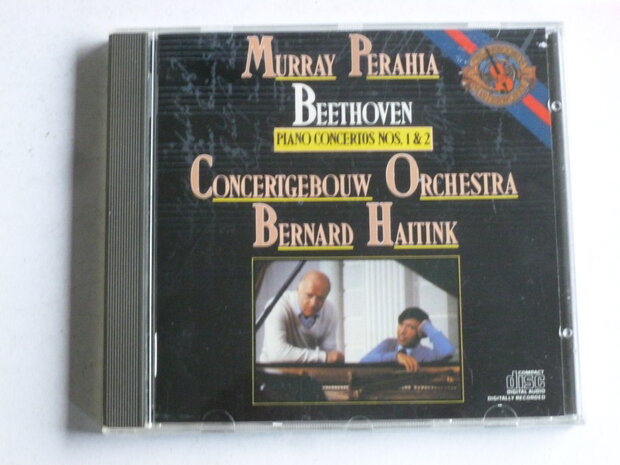 MURRAY PERAHIA
BEETHOVEN
PIANO CONCERTOS NOS. 1 & 2
CONCERTGEBOUW ORCHESTRA
BERNARD HAITINK
COMPACT
disc
DIGITAL AUDIO
DIGITALLY RECORDED